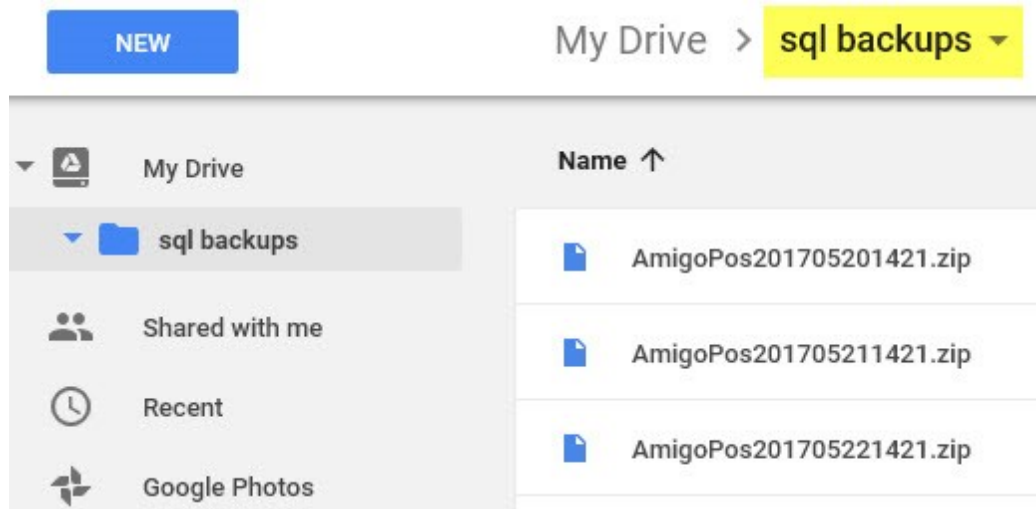 NEW
My Drive > sql backups
My Drive
sql backups
Shared with me
Recent
Google Photos
Name ↑
AmigoPos201705201421.zip
AmigoPos201705211421.zip
AmigoPos201705221421.zip